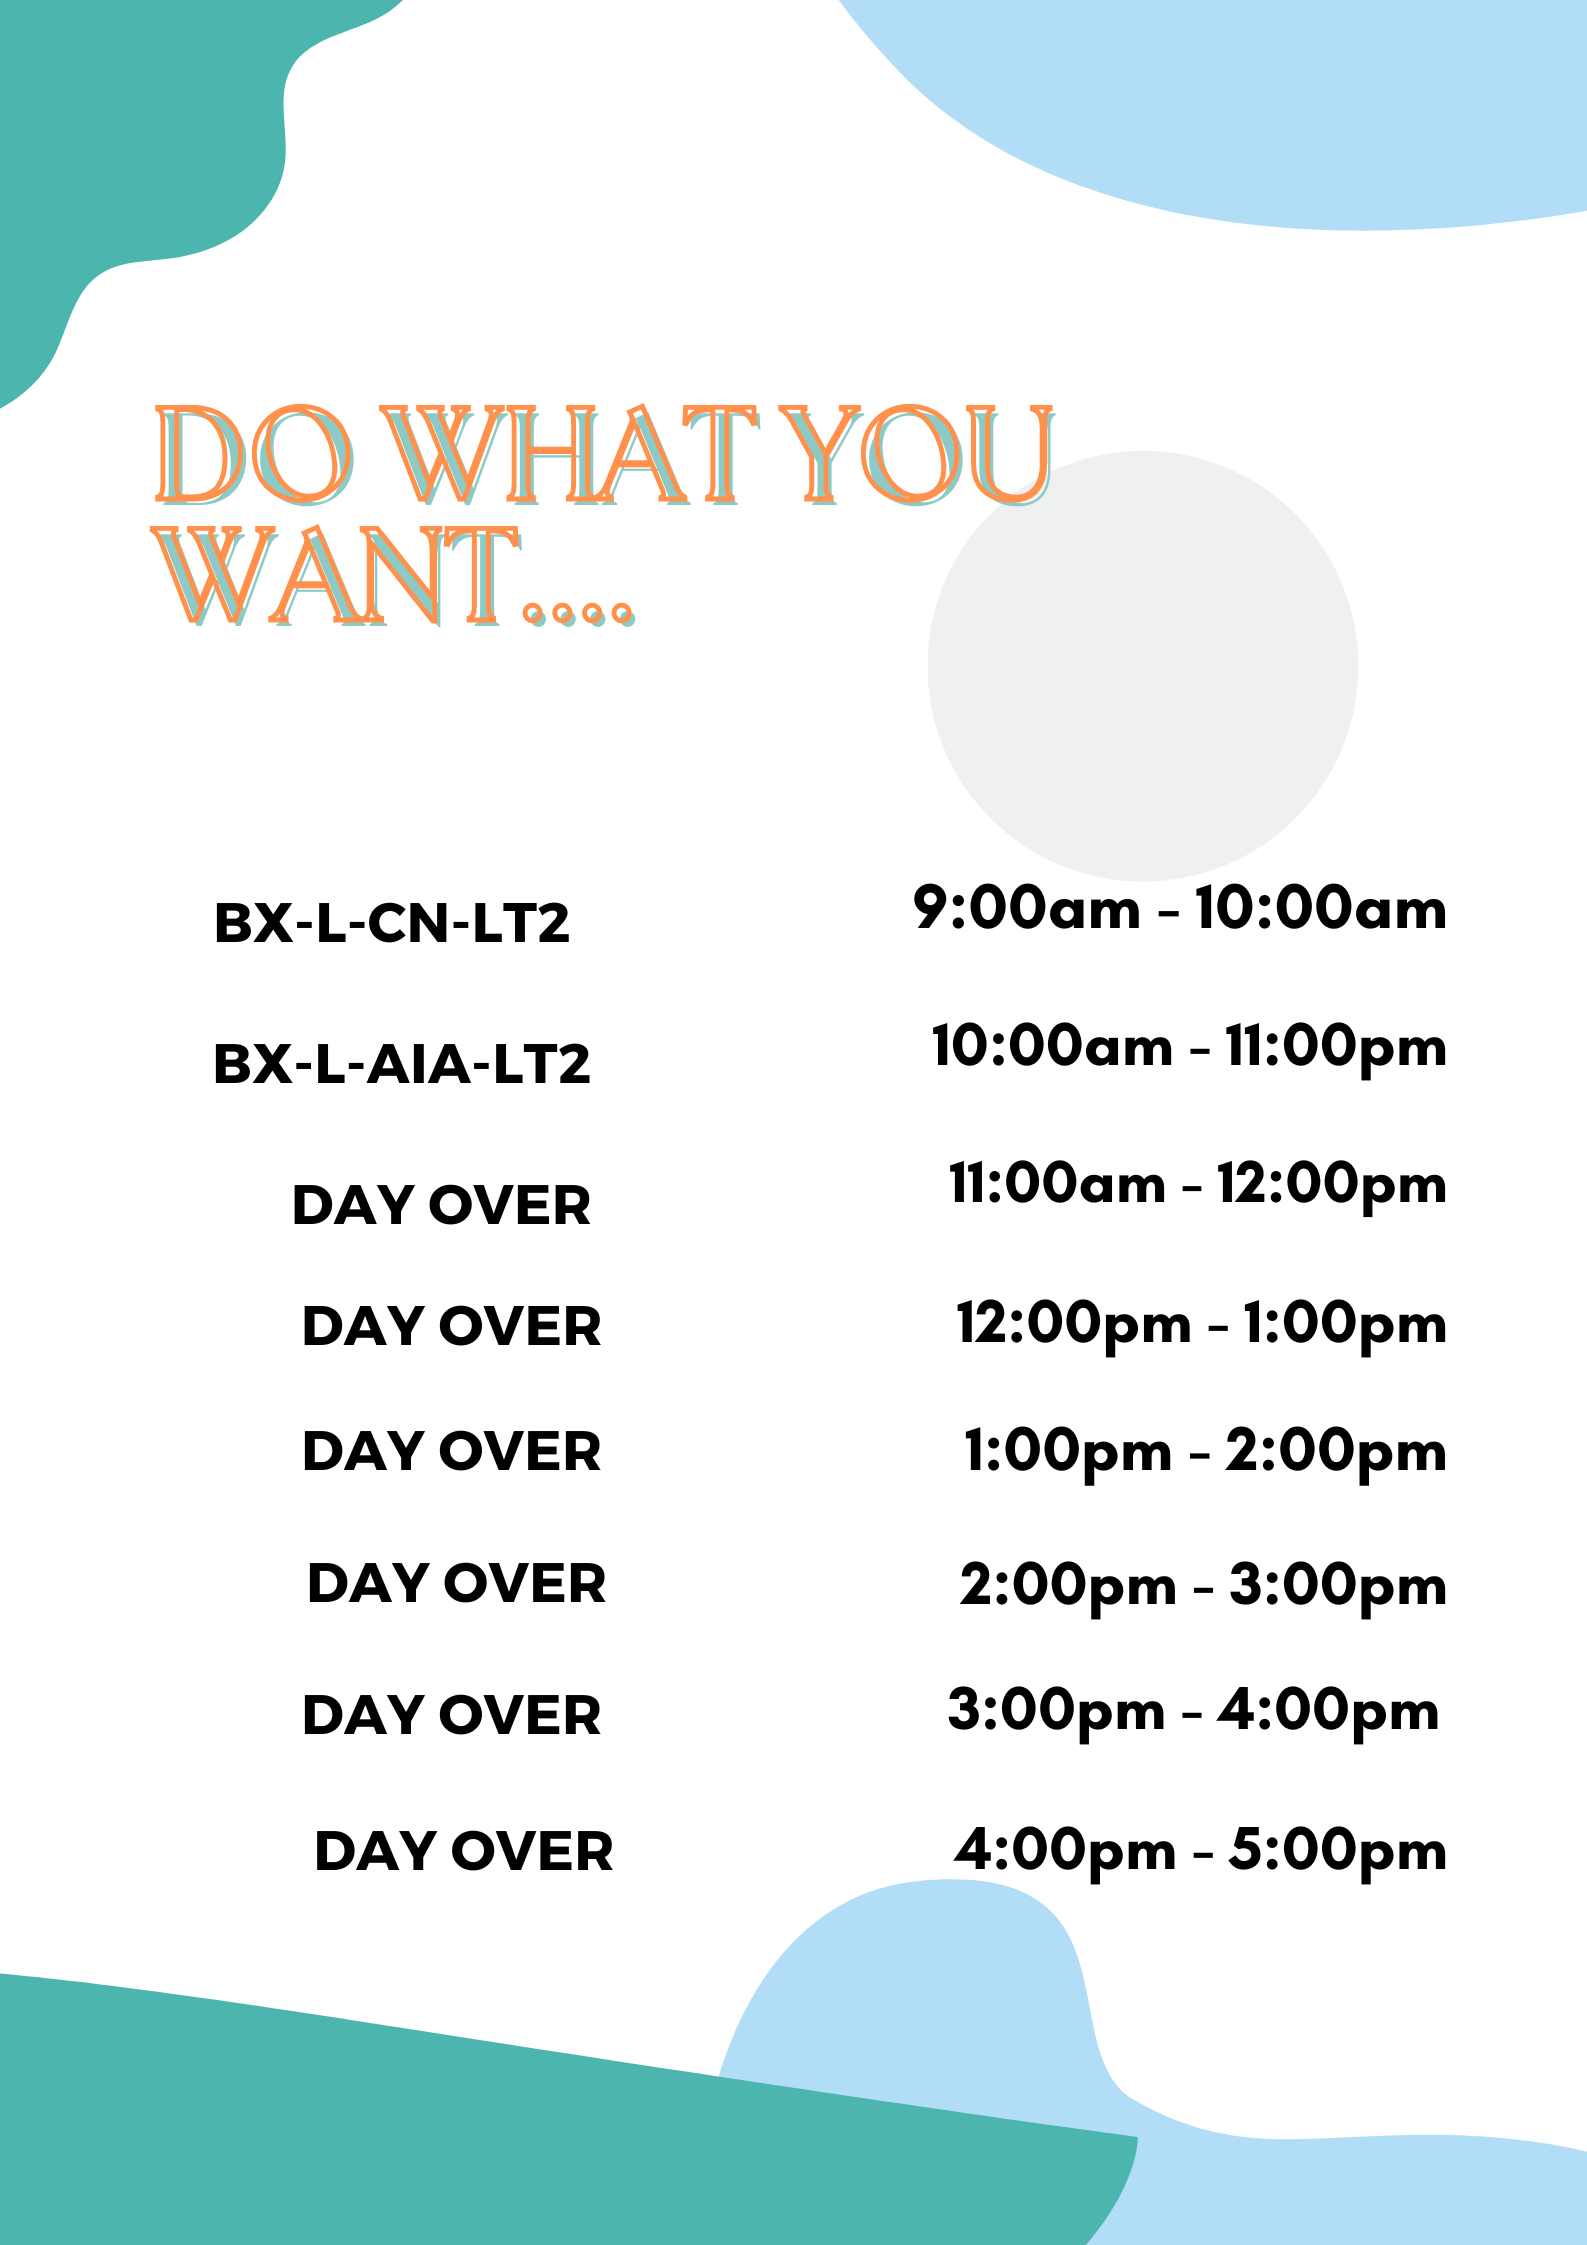 DO WHAT YOU
WANT....
BX-L-CN-LT2 9:00am - 10:00am
BX-L-AIA-LT2 10:00am - 11:00pm
DAY OVER 11:00am - 12:00pm
DAY OVER 12:00pm - 1:00pm
DAY OVER 1:00pm - 2:00pm
DAY OVER 2:00pm - 3:00pm
DAY OVER 3:00pm - 4:00pm
DAY OVER 4:00pm - 5:00pm